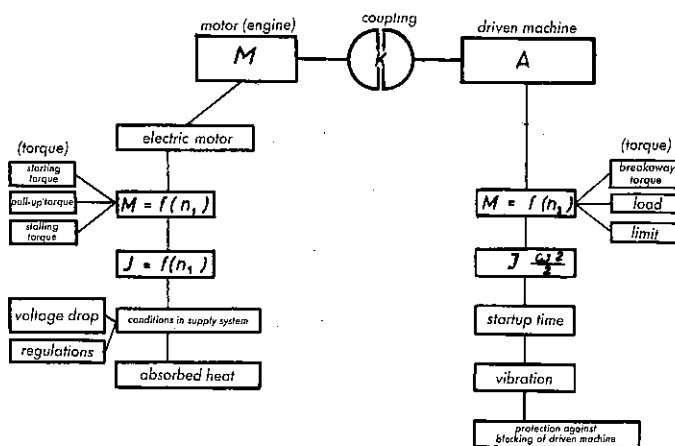 motor (engine)
coupling
driven machine
M
K
A
electric motor
(torque)
starting
torque
pull-up torque
stalling
torque
M = f(n₁)
J = f(n₁)
voltage drop
regulations
conditions in supply system
absorbed heat
(torque)
breakaway
torque
load
limit
M = f(n₁)
J ω²/2
startup time
vibration
protection against
blocking of driven machine